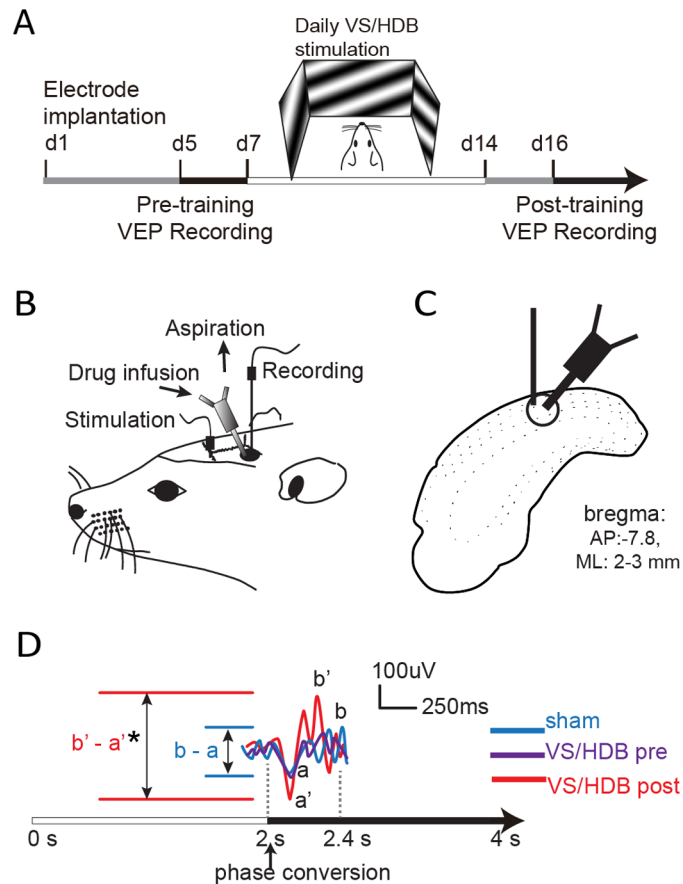 A
Daily VS/HDB
stimulation
Electrode
implantation
d1
d5
d7
d14
d16
Pre-training
VEP Recording
Post-training
VEP Recording
B
Aspiration
Drug infusion
Recording
Stimulation
C
bregma:
AP:-7.8,
ML: 2-3 mm
D
100uV
250ms
b'
b
b' - a'*
b - a
a
a'
sham
VS/HDB pre
VS/HDB post
0 s
2 s
2.4 s
4 s
phase conversion